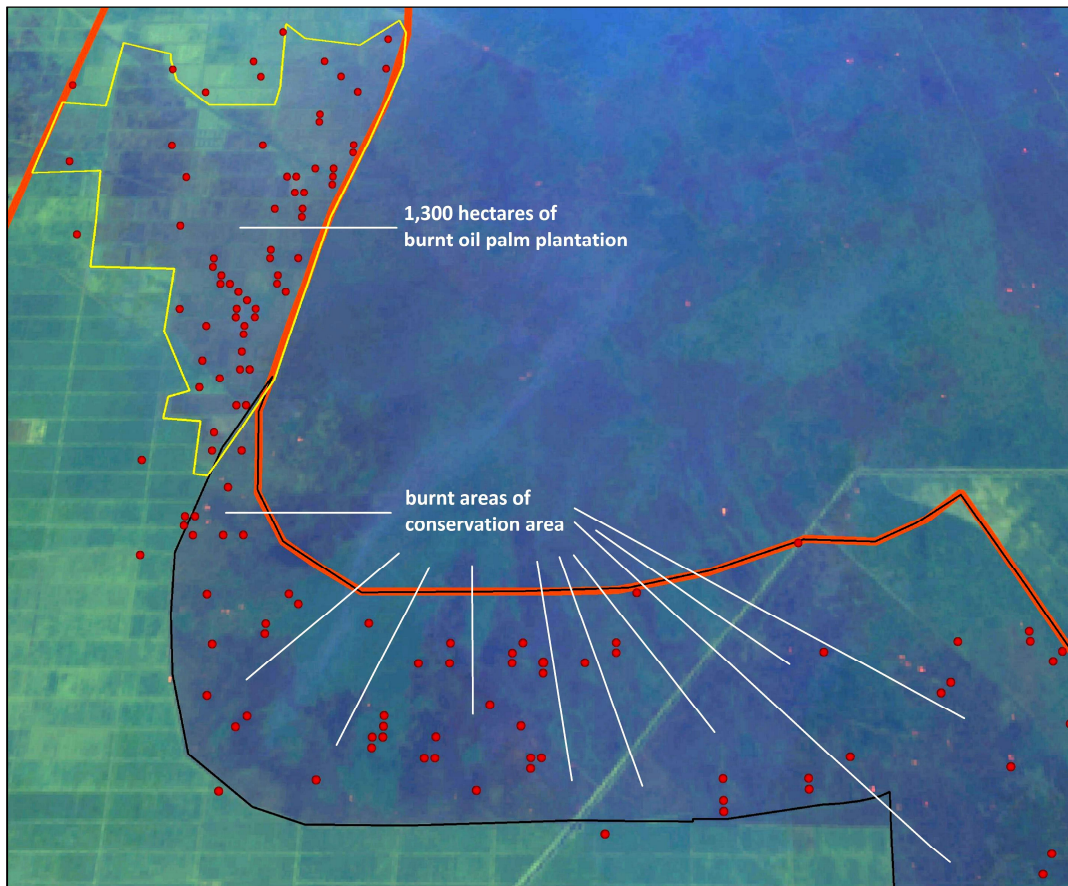 1,300 hectares of
burnt oil palm plantation
burnt areas of
conservation area